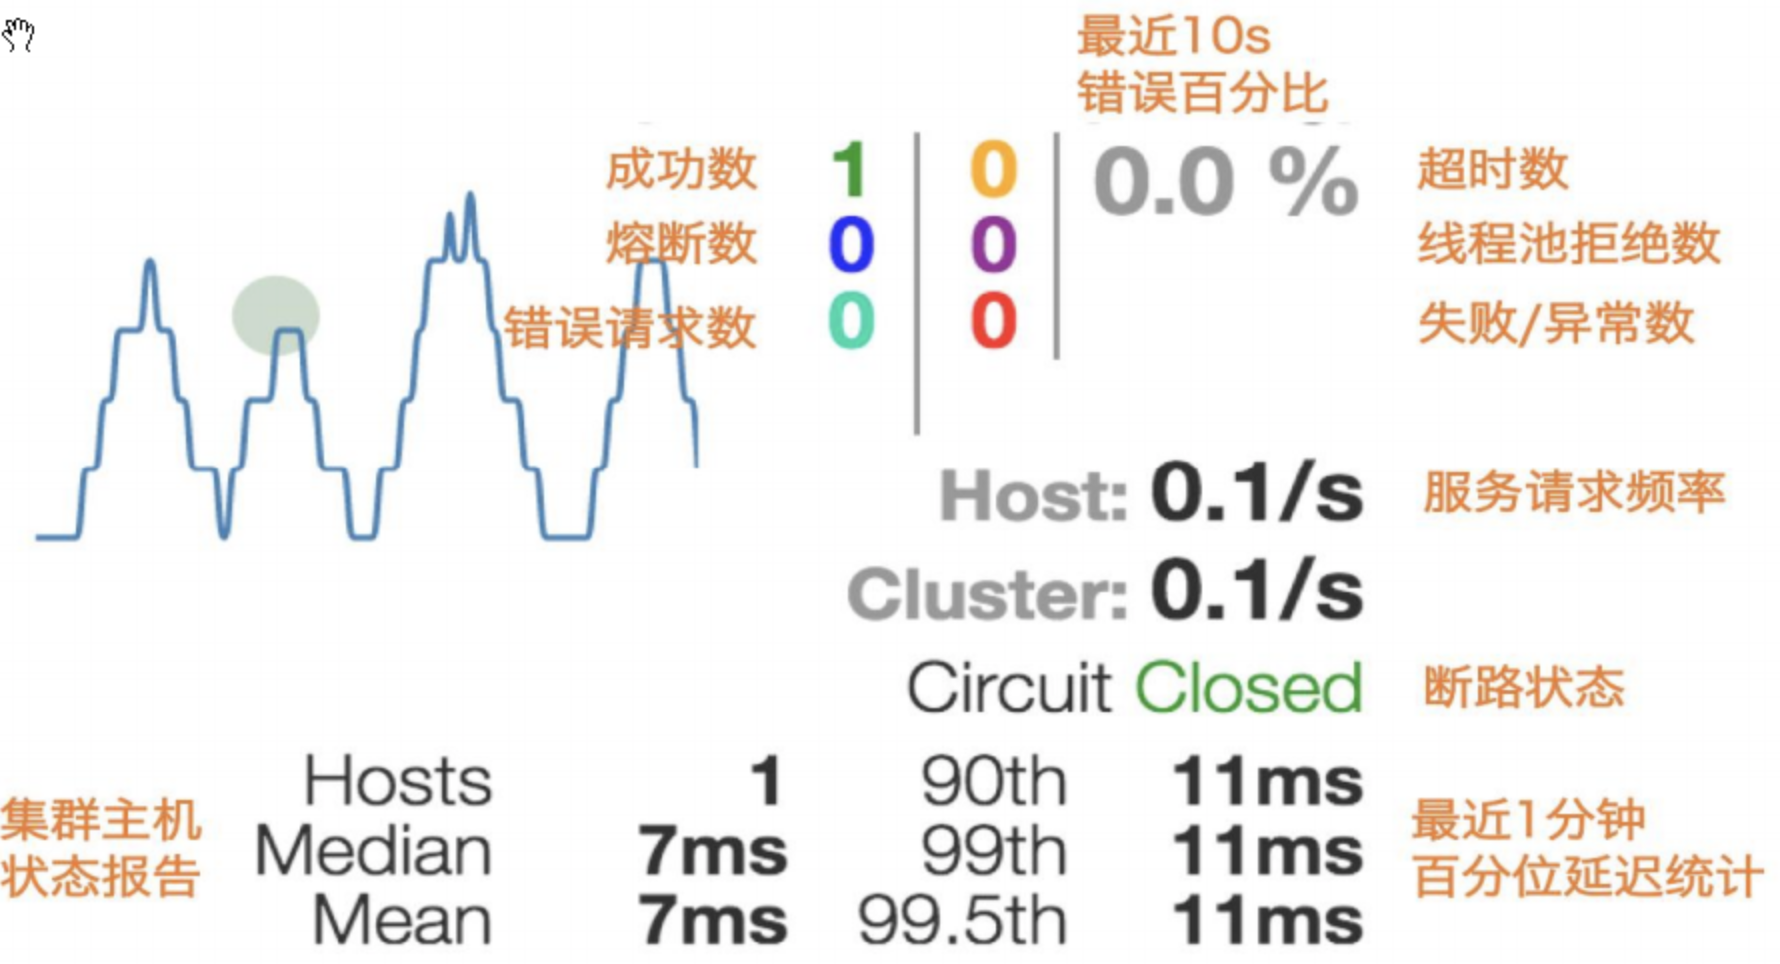 最近10s
错误百分比
成功数 1 0 0.0 % 超时数
熔断数 0 0 线程池拒绝数
错误请求数 0 0 失败/异常数
Host: 0.1/s 服务请求频率
Cluster: 0.1/s
Circuit Closed 断路状态
集群主机
状态报告
Hosts 1 90th 11ms
Median 7ms 99th 11ms
Mean 7ms 99.5th 11ms
最近1分钟
百分位延迟统计